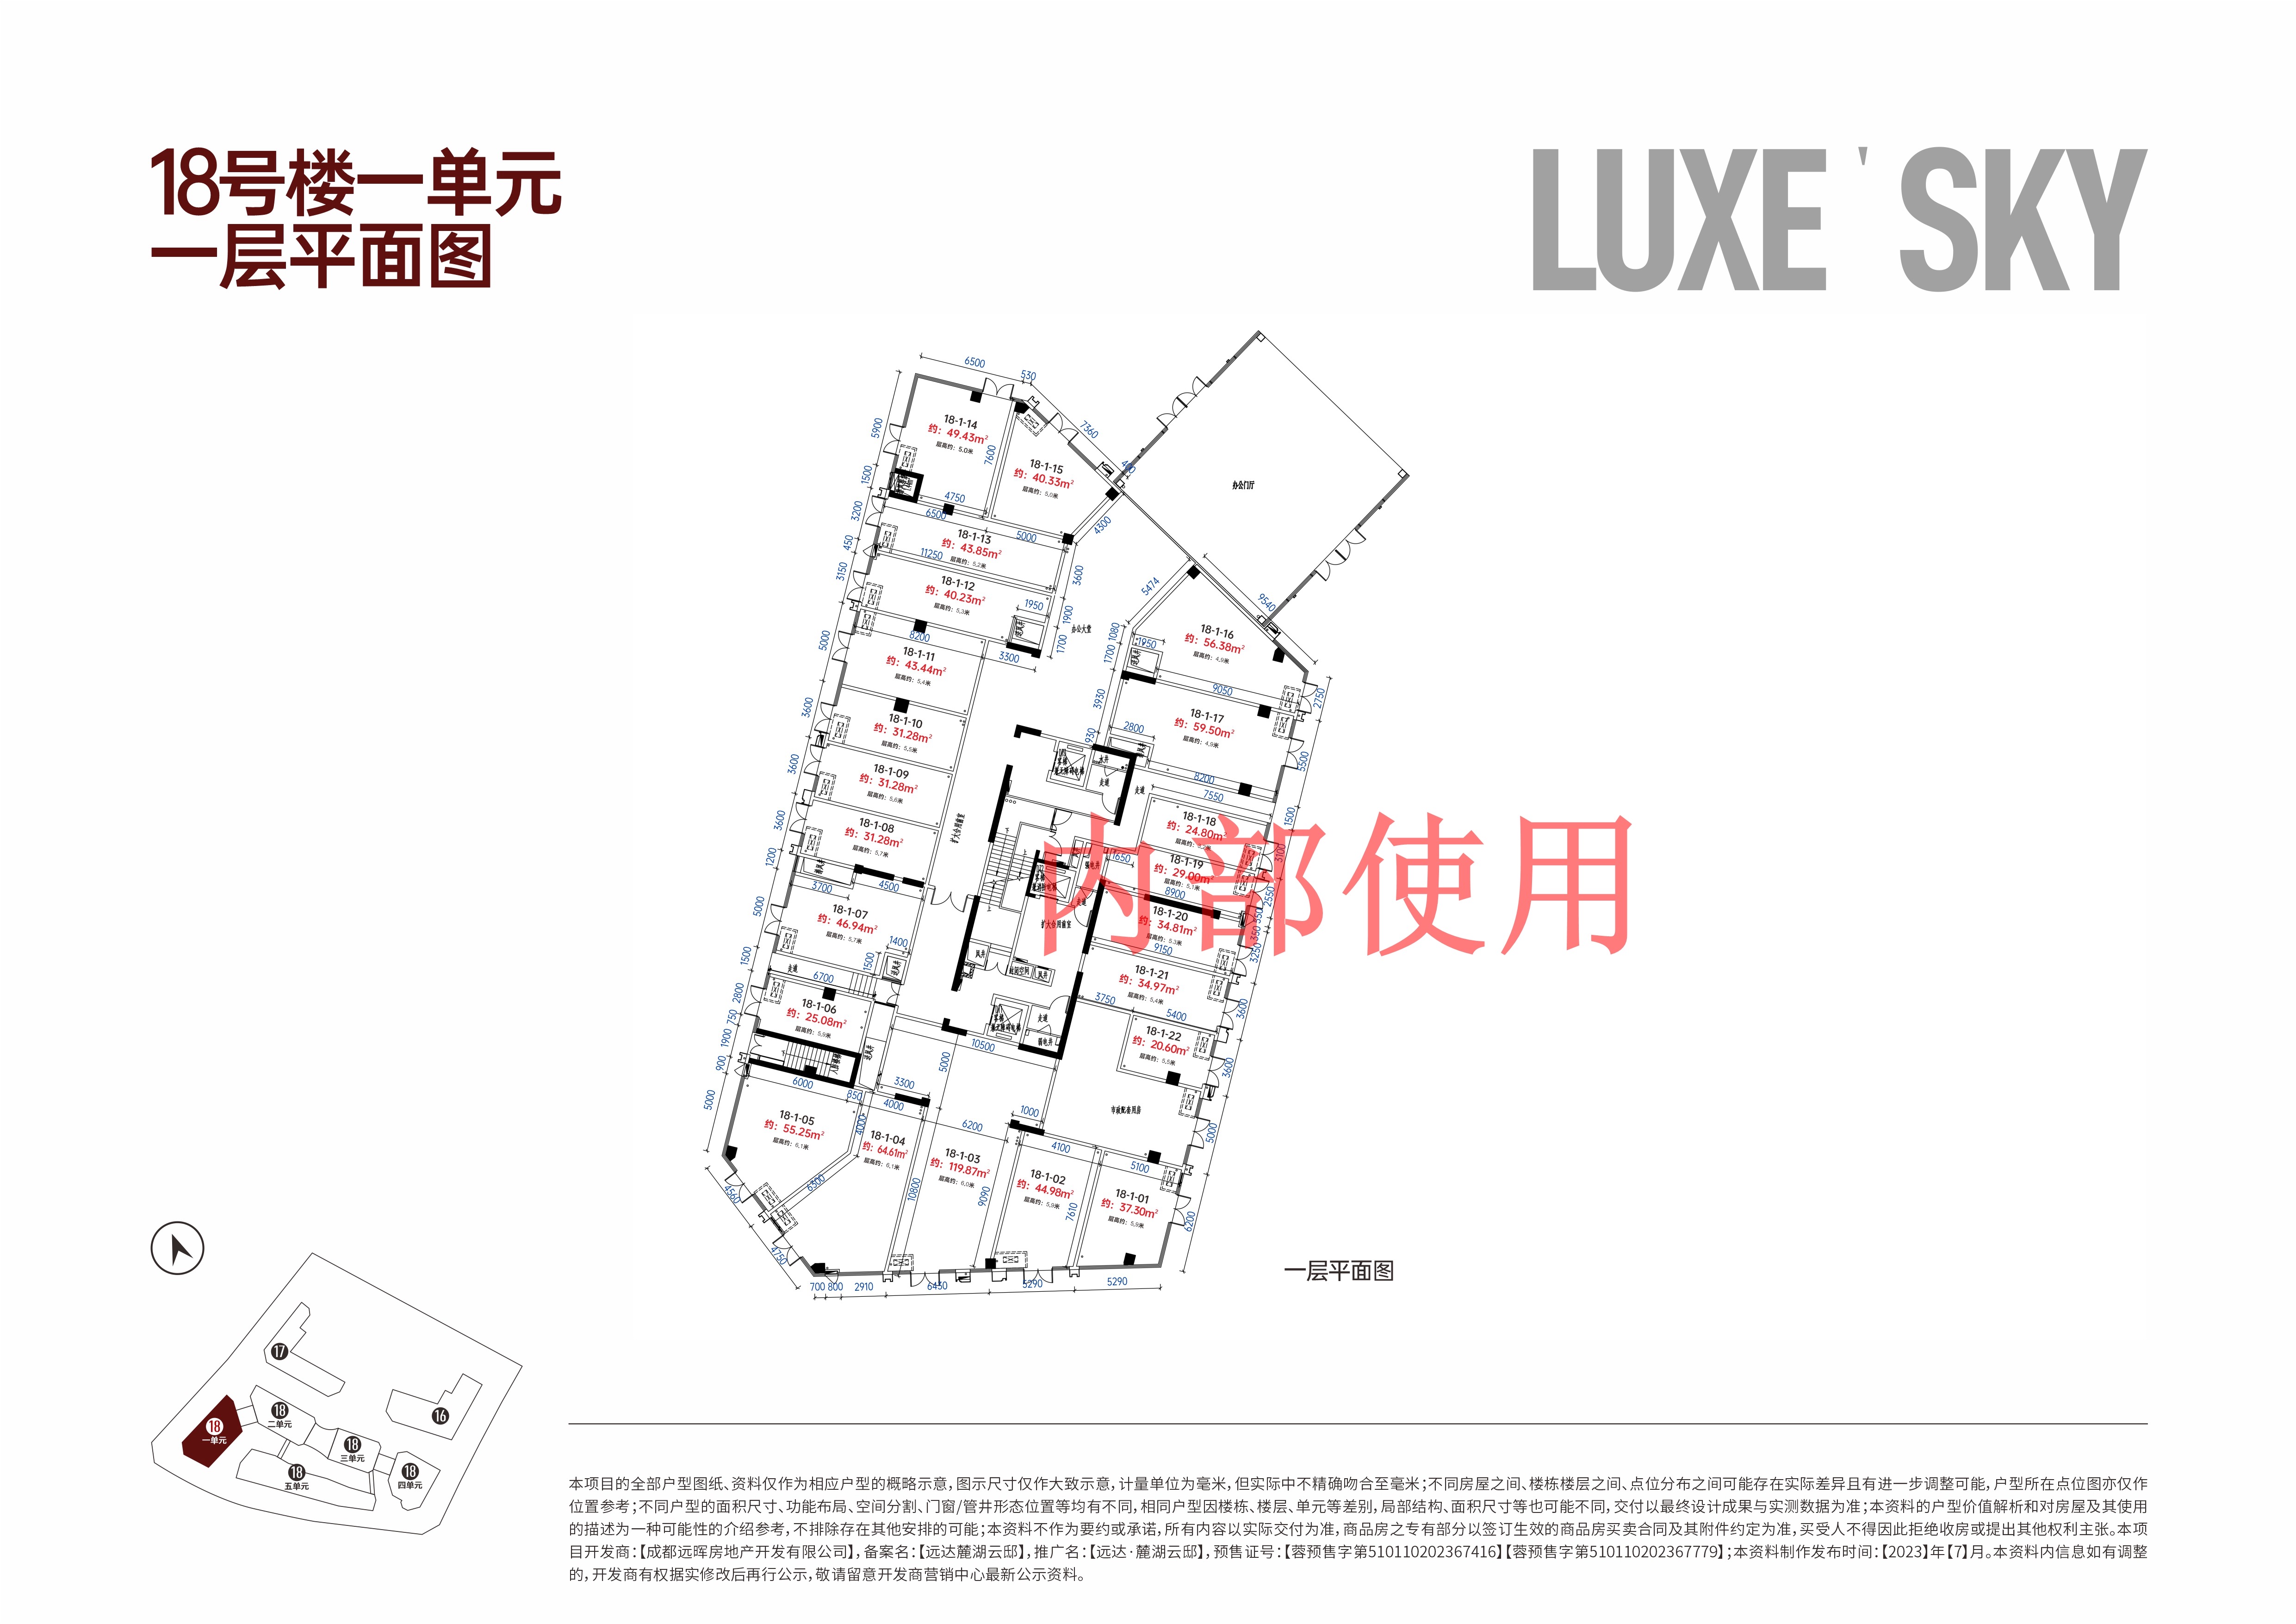 18号楼一单元
一层平面图
LUXE'SKY
6500
530
7360
5900
18-1-14
约：49.43m²
层高约：5.0米
7600
18-1-15
约：40.33m²
层高约：5.0米
办公门厅
1500
4750
6500
5000
4300
3200
18-1-13
约：43.85m²
层高约：5.2米
450
11250
3150
18-1-12
约：40.23m²
层高约：5.3米
3600
1950
1900
1700
办公大堂
5474
9540
1080
1700
1950
18-1-16
约：56.38m²
层高约：4.9米
5000
8200
3300
18-1-11
约：43.44m²
层高约：5.4米
9050
2750
3930
18-1-17
约：59.50m²
层高约：4.9米
2800
930
3600
18-1-10
约：31.28m²
层高约：5.5米
5500
水井
走道
走道
8200
7550
3600
18-1-09
约：31.28m²
层高约：5.6米
扩大合用前室
1500
18-1-18
约：24.80m²
3600
18-1-08
约：31.28m²
层高约：5.7米
1200
3100
1650
强电井
18-1-19
约：29.00m²
层高约：5.1米
8900
2550
3700
4500
走道
扩大合用前室
内部使用
550
350
18-1-20
约：34.81m²
层高约：5.3米
9150
3250
5000
18-1-07
约：46.94m²
层高约：5.7米
1400
1500
风井
风井
18-1-21
约：34.97m²
层高约：5.4米
3750
5400
3600
1500
走道
6700
2800
18-1-06
约：25.08m²
层高约：5.9米
750
1900
走道
弱电井
18-1-22
约：20.60m²
层高约：5.5米
3600
10500
5000
900
6000
850
3300
4000
4000
6200
1000
市政配套用房
5000
5000
18-1-05
约：55.25m²
层高约：6.1米
18-1-04
约：64.61m²
层高约：6.1米
18-1-03
约：119.87m²
层高约：6.0米
4100
5100
18-1-02
约：44.98m²
层高约：5.9米
18-1-01
约：37.30m²
层高约：5.9米
6300
10800
9090
7610
6200
4560
4750
700
800
2910
6430
5290
5290
一层平面图
17
16
18
一单元
18
二单元
18
三单元
18
四单元
18
五单元
本项目的全部户型图纸、资料仅作为相应户型的概略示意，图示尺寸仅作大致示意，计量单位为毫米，但实际中不精确吻合至毫米；不同房屋之间、楼栋楼层之间、点位分布之间可能存在实际差异且有进一步调整可能，户型所在点位图亦仅作
位置参考；不同户型的面积尺寸、功能布局、空间分割、门窗/管井形态位置等均有不同，相同户型因楼栋、楼层、单元等差别，局部结构、面积尺寸等也可能不同，交付以最终设计成果与实测数据为准；本资料的户型价值解析和对房屋及其使用
的描述为一种可能性的介绍参考，不排除存在其他安排的可能；本资料不作为要约或承诺，所有内容以实际交付为准，商品房之专有部分以签订生效的商品房买卖合同及其附件约定为准，买受人不得因此拒绝收房或提出其他权利主张。本项
目开发商：【成都远晖房地产开发有限公司】，备案名：【远达麓湖云邸】，推广名：【远达·麓湖云邸】，预售证号：【蓉预售字第510110202367416】【蓉预售字第510110202367779】；本资料制作发布时间：【2023】年【7】月。本资料内信息如有调整
的，开发商有权据实修改后再行公示，敬请留意开发商营销中心最新公示资料。